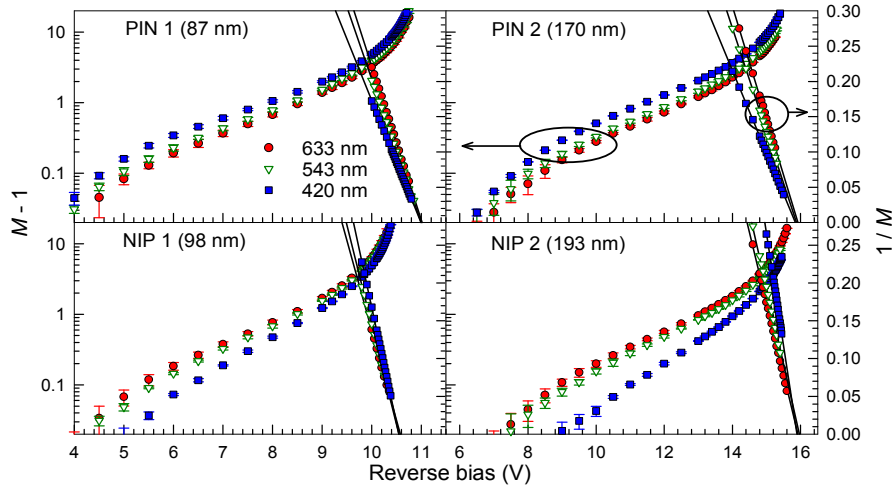 PIN 1 (87 nm)
PIN 2 (170 nm)
0.30
0.25
0.20
0.15
0.10
0.05
0.00
10
1
0.1
633 nm
543 nm
420 nm
M - 1
1 / M
NIP 1 (98 nm)
NIP 2 (193 nm)
10
1
0.1
0.25
0.20
0.15
0.10
0.05
0.00
4 5 6 7 8 9 10 11
6 8 10 12 14 16
Reverse bias (V)